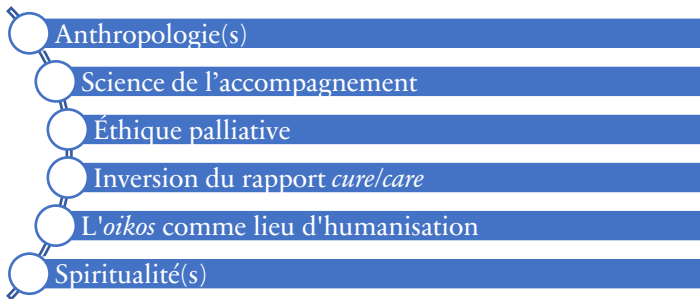 Anthropologie(s)
Science de l’accompagnement
Éthique palliative
Inversion du rapport cure/care
L'oikos comme lieu d'humanisation
Spiritualité(s)